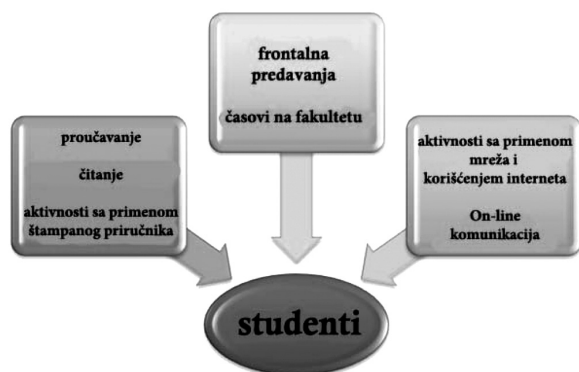 frontalna
predavanja
časovi na fakultetu
proučavanje
čitanje
aktivnosti sa primenom
štampanog priručnika
aktivnosti sa primenom
mreža i
korišćenjem interneta
On-line
komunikacija
studenti